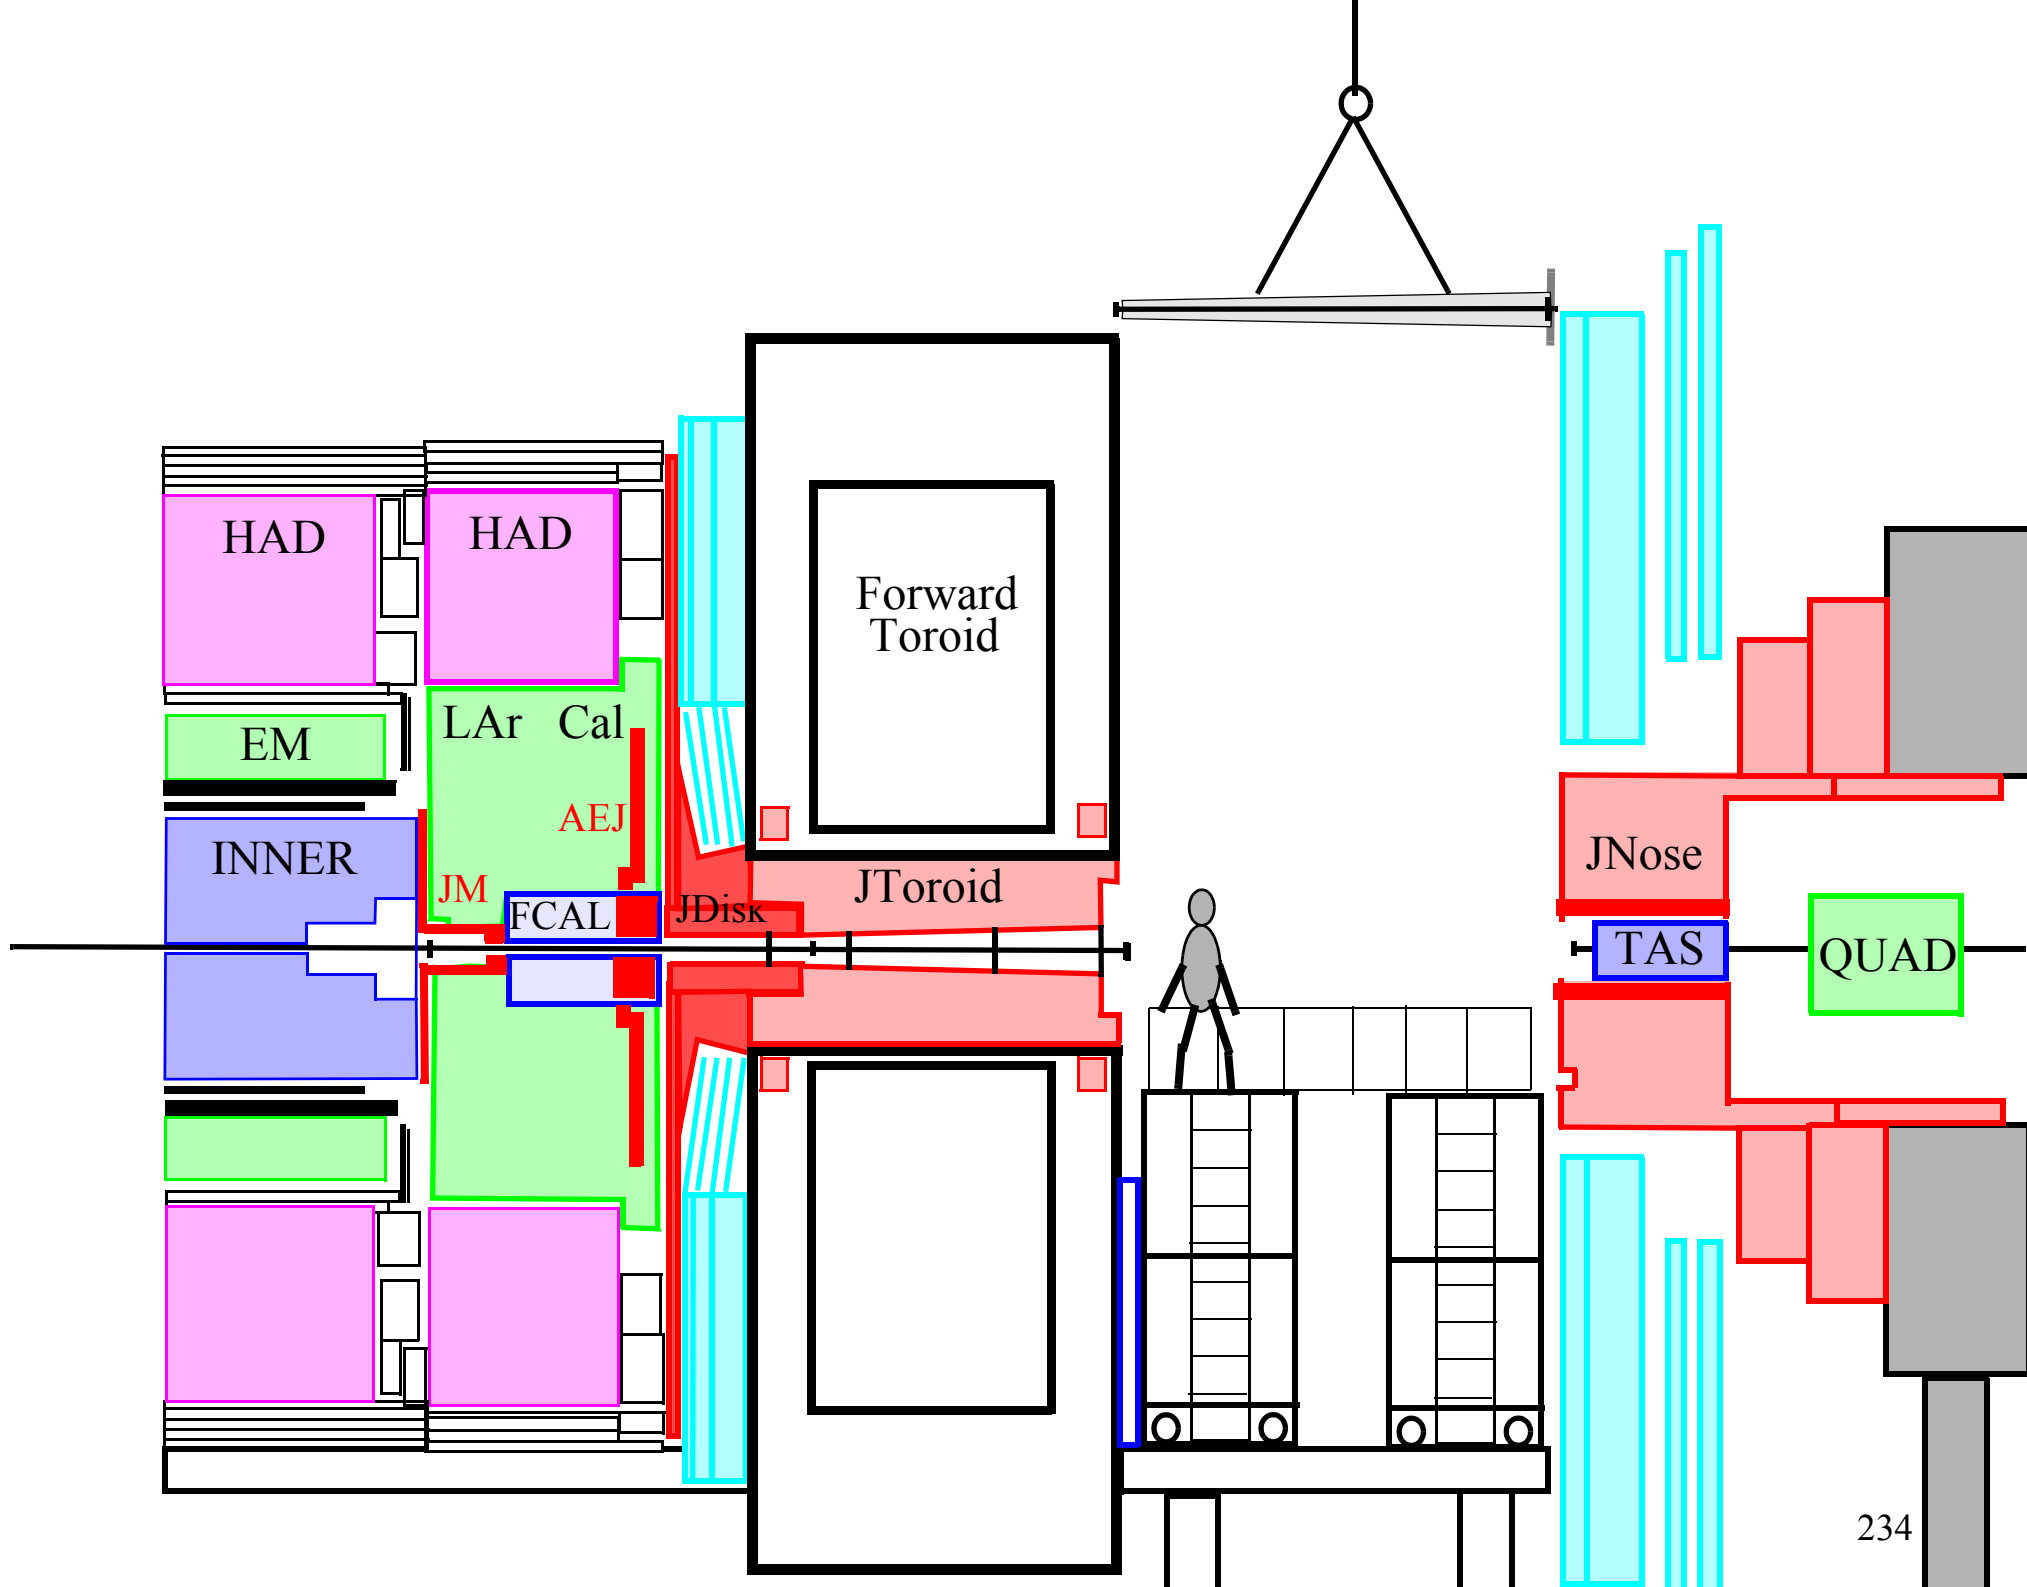 HAD
HAD
Forward
Toroid
LAr Cal
EM
AEJ
INNER
JM
FCAL
JDisk
JToroid
JNose
TAS
QUAD
234